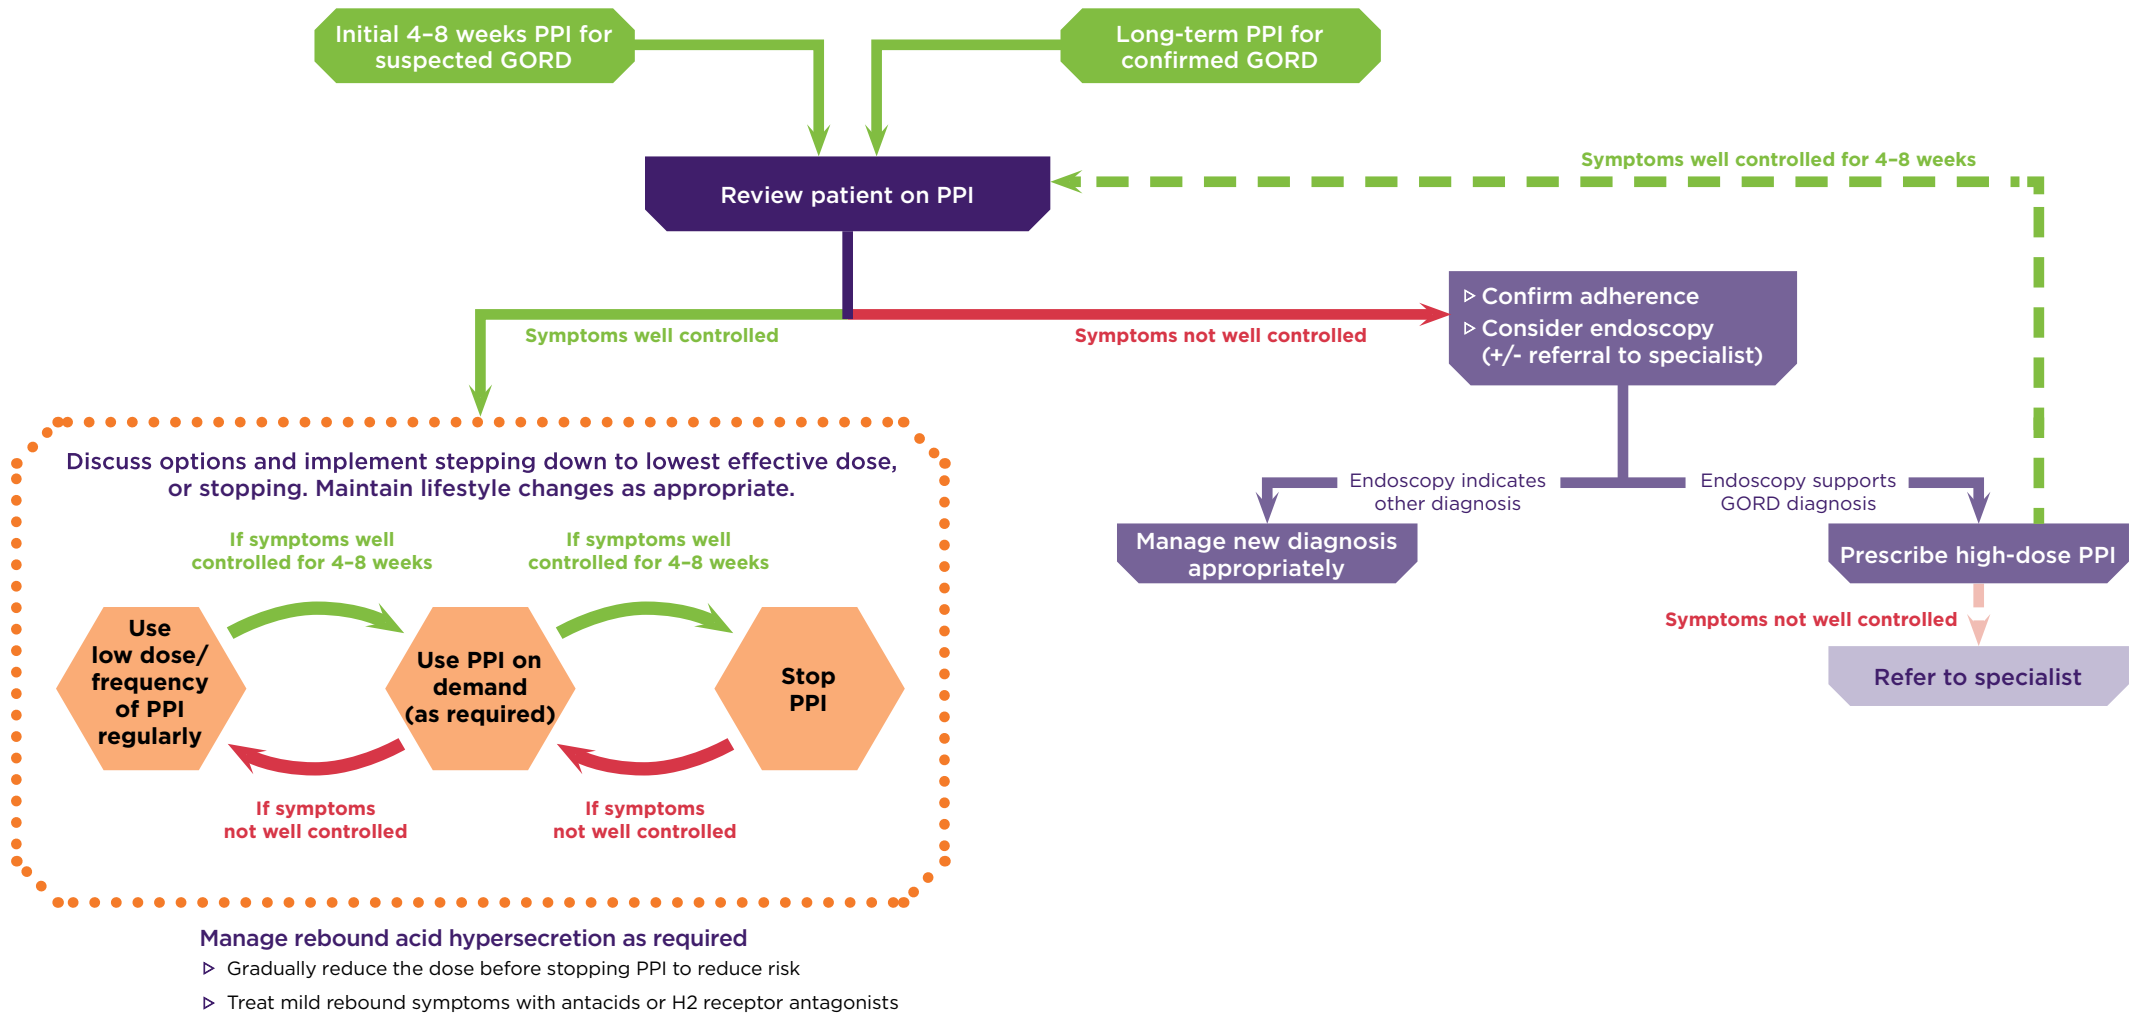 Initial 4–8 weeks PPI for
suspected GORD
Long-term PPI for
confirmed GORD
Review patient on PPI
Symptoms well controlled for 4–8 weeks
Symptoms well controlled
Symptoms not well controlled
▷ Confirm adherence
▷ Consider endoscopy
(+/- referral to specialist)
Discuss options and implement stepping down to lowest effective dose,
or stopping. Maintain lifestyle changes as appropriate.
If symptoms well
controlled for 4–8 weeks
If symptoms well
controlled for 4–8 weeks
Use
low dose/
frequency
of PPI
regularly
Use PPI on
demand
(as required)
Stop
PPI
If symptoms
not well controlled
If symptoms
not well controlled
Endoscopy indicates
other diagnosis
Endoscopy supports
GORD diagnosis
Manage new diagnosis
appropriately
Prescribe high-dose PPI
Symptoms not well controlled
Refer to specialist
Manage rebound acid hypersecretion as required
▷ Gradually reduce the dose before stopping PPI to reduce risk
▷ Treat mild rebound symptoms with antacids or H2 receptor antagonists